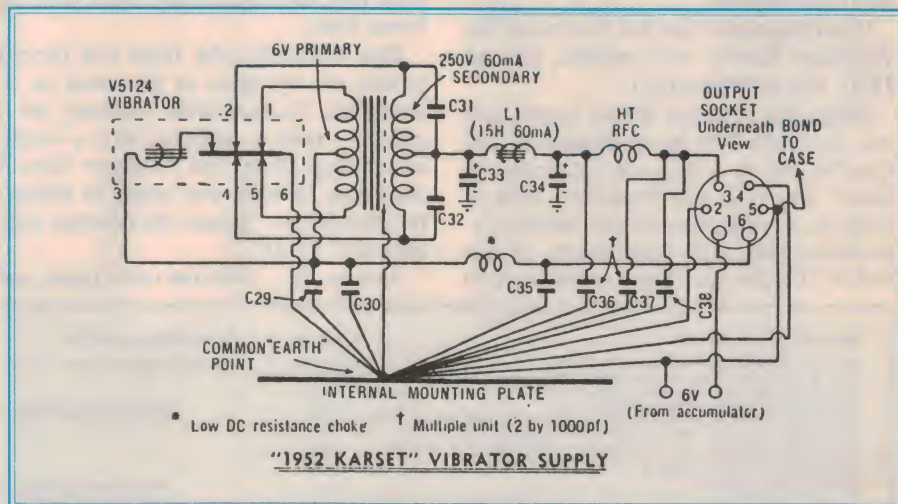 6V PRIMARY
250V 60mA
SECONDARY
V5124
VIBRATOR
2
1
3
4
5
6
C31
C32
L1
(15H 60mA)
HT
RFC
C33
C34
OUTPUT
SOCKET
Underneath
View
BOND
TO
CASE
3 4
2 5
1 6
*
†
C29
C30
C35
C36
C37
C38
COMMON "EARTH"
POINT
INTERNAL MOUNTING PLATE
6V
(From accumulator)
* Low DC resistance choke † Multiple unit (2 by 1000pf)
"1952 KARSET" VIBRATOR SUPPLY